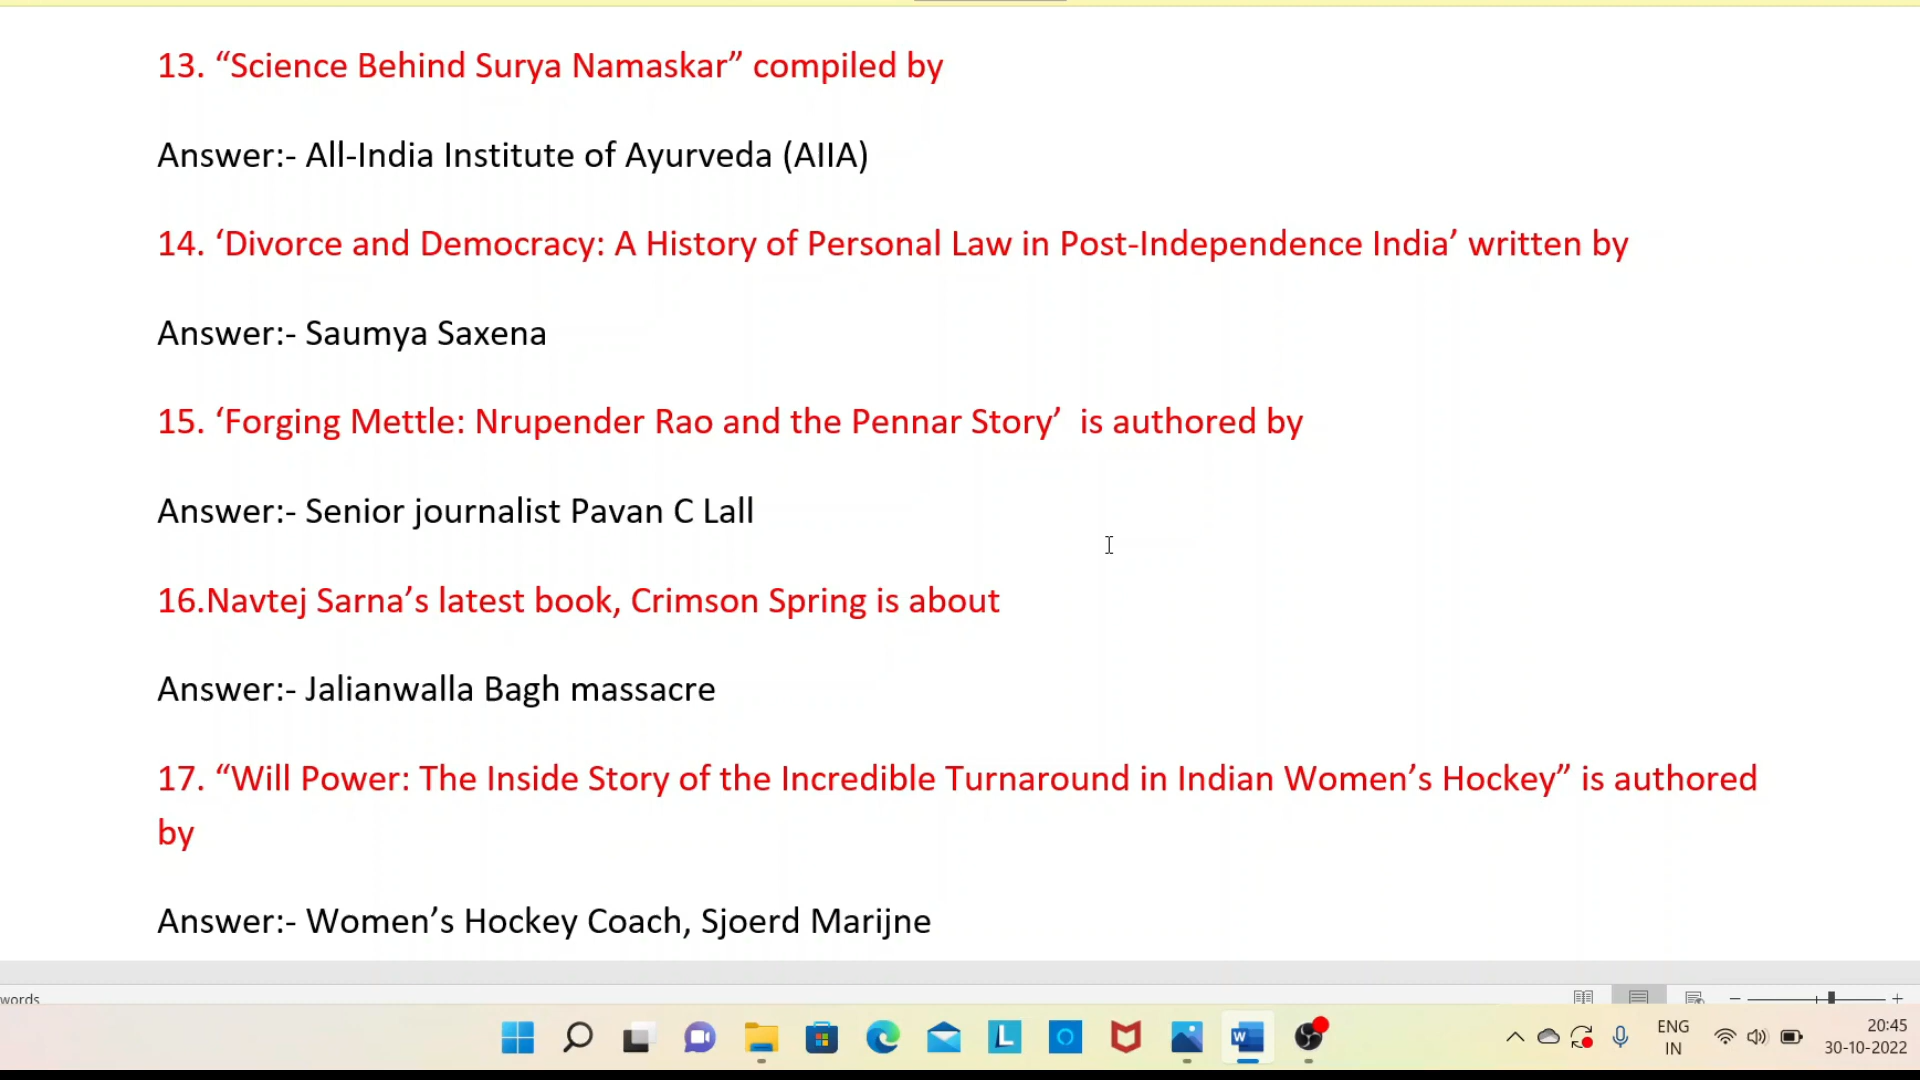 13. “Science Behind Surya Namaskar” compiled by
Answer:- All-India Institute of Ayurveda (AIIA)
14. ‘Divorce and Democracy: A History of Personal Law in Post-Independence India’ written by
Answer:- Saumya Saxena
15. ‘Forging Mettle: Nrupender Rao and the Pennar Story’  is authored by
Answer:- Senior journalist Pavan C Lall
16.Navtej Sarna’s latest book, Crimson Spring is about
Answer:- Jalianwalla Bagh massacre
17. “Will Power: The Inside Story of the Incredible Turnaround in Indian Women’s Hockey” is authored
by
Answer:- Women’s Hockey Coach, Sjoerd Marijne
words
ENG
IN
20:45
30-10-2022